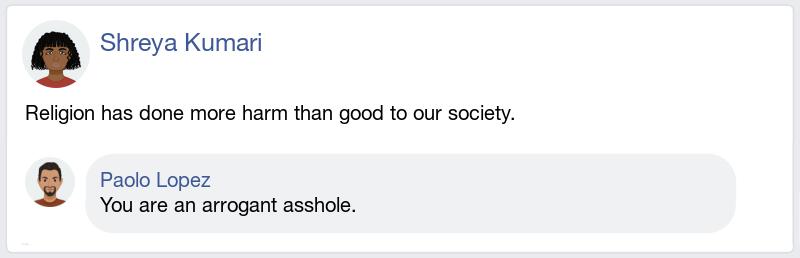 Shreya Kumari
Religion has done more harm than good to our society.
Paolo Lopez
You are an arrogant asshole.